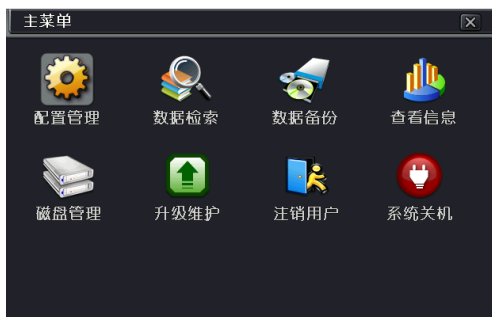 主菜单
配置管理 数据检索 数据备份 查看信息
磁盘管理 升级维护 注销用户 系统关机